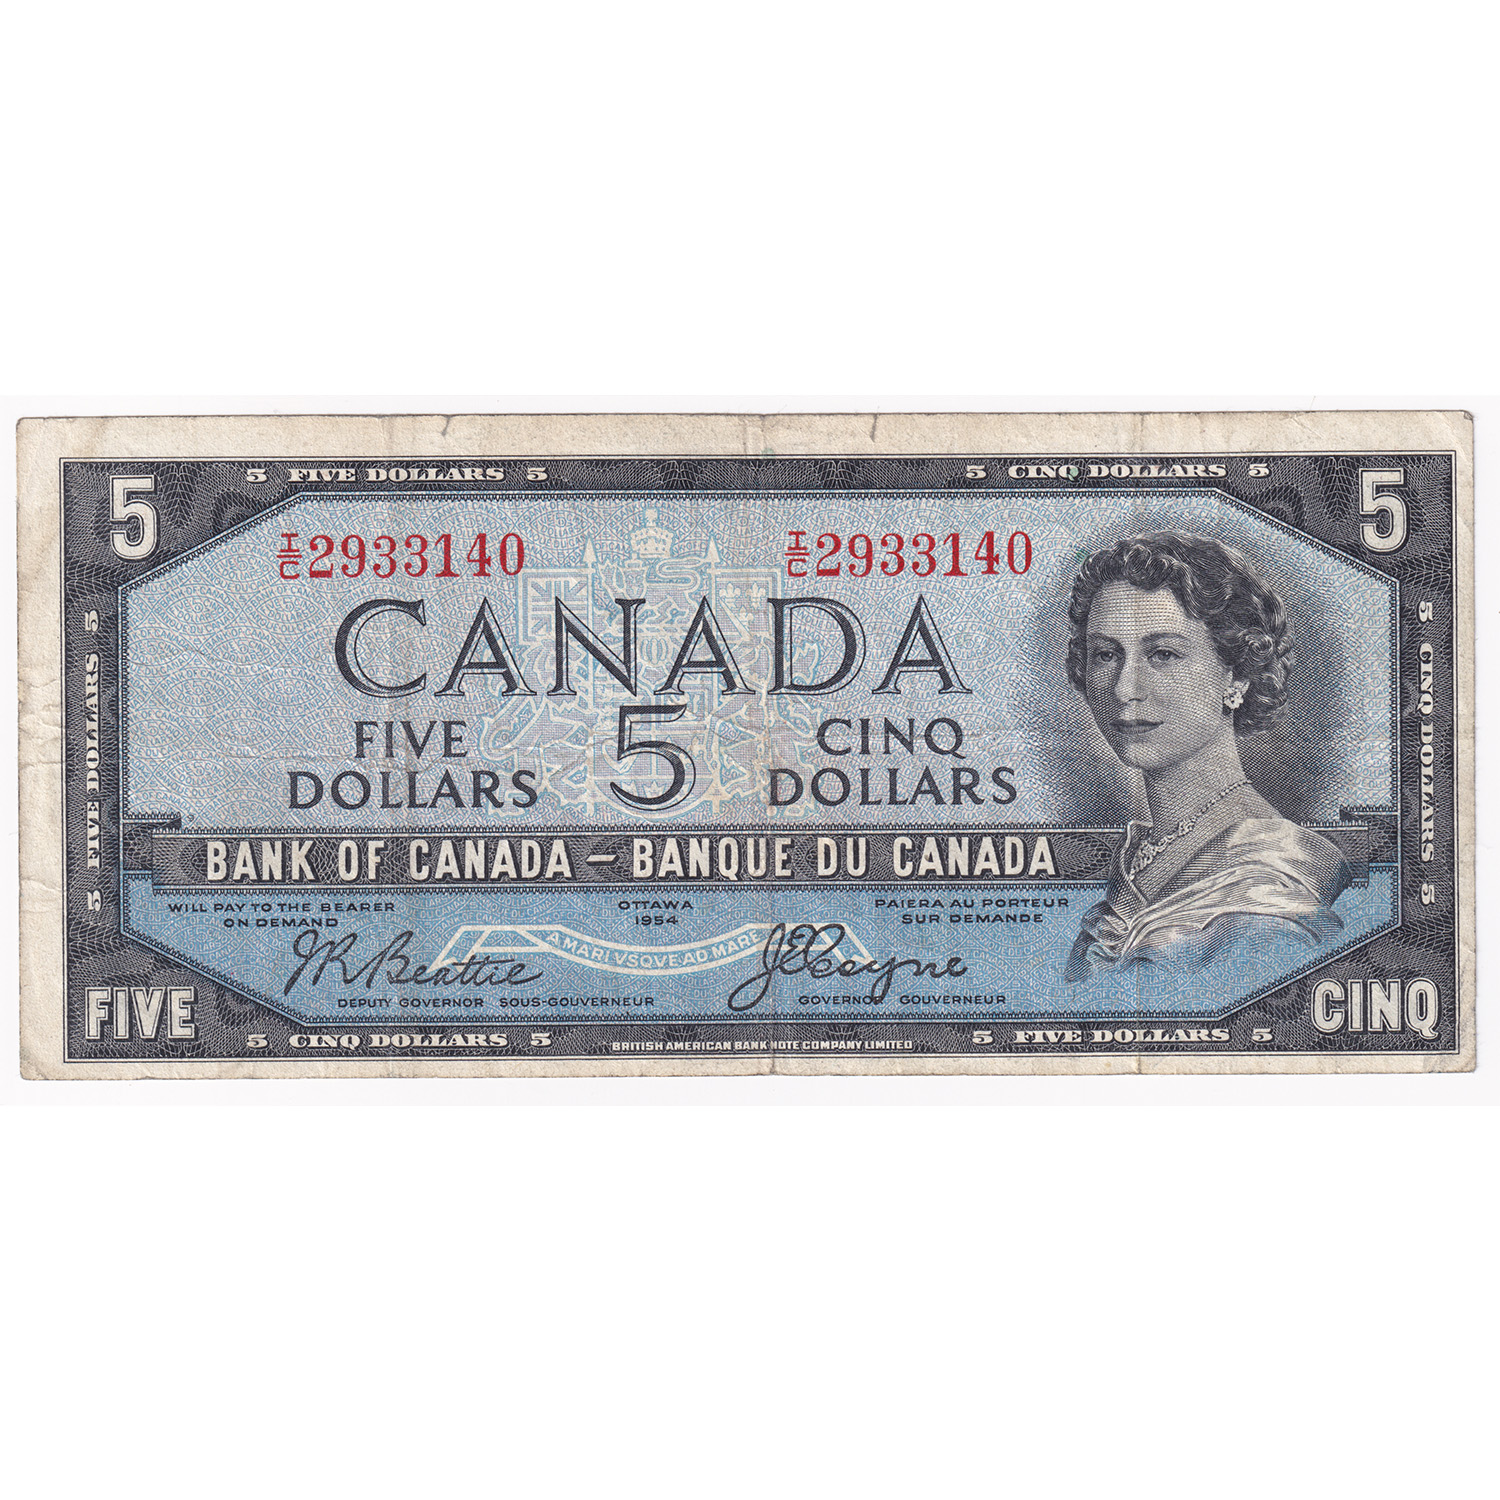 5 FIVE DOLLARS 5
5 CINQ DOLLARS 5
5
5
I/C 2933140
I/C 2933140
CANADA
FIVE DOLLARS
5
CINQ DOLLARS
5 FIVE DOLLARS 5
5 CINQ DOLLARS 5
BANK OF CANADA – BANQUE DU CANADA
WILL PAY TO THE BEARER
ON DEMAND
OTTAWA
1954
PAIERA AU PORTEUR
SUR DEMANDE
A MARI VSQVE AD MARE
JRBeattie
JECoyne
DEPUTY GOVERNOR SOUS-GOUVERNEUR
GOVERNOR GOUVERNEUR
FIVE
CINQ
5 CINQ DOLLARS 5
BRITISH AMERICAN BANK NOTE COMPANY LIMITED
5 FIVE DOLLARS 5